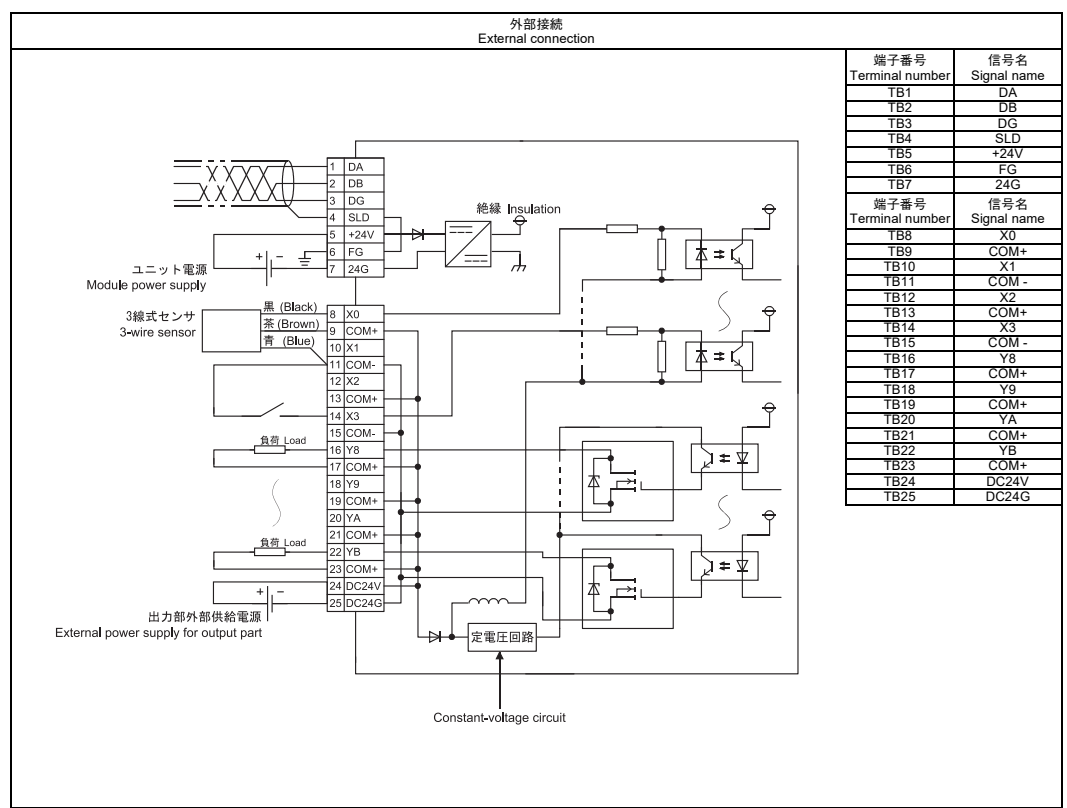 外部接続
External connection
端子番号 信号名
Terminal number Signal name
TB1 DA
TB2 DB
TB3 DG
TB4 SLD
TB5 +24V
TB6 FG
TB7 24G
端子番号 信号名
Terminal number Signal name
TB8 X0
TB9 COM+
TB10 X1
TB11 COM -
TB12 X2
TB13 COM+
TB14 X3
TB15 COM -
TB16 Y8
TB17 COM+
TB18 Y9
TB19 COM+
TB20 YA
TB21 COM+
TB22 YB
TB23 COM+
TB24 DC24V
TB25 DC24G
1 DA
2 DB
3 DG
4 SLD
5 +24V
6 FG
7 24G
絶縁 Insulation
+ −
ユニット電源
Module power supply
3線式センサ
3-wire sensor
黒 (Black)
茶 (Brown)
青 (Blue)
8 X0
9 COM+
10 X1
11 COM-
12 X2
13 COM+
14 X3
15 COM-
16 Y8
17 COM+
18 Y9
19 COM+
20 YA
21 COM+
22 YB
23 COM+
24 DC24V
25 DC24G
負荷 Load
負荷 Load
+ −
出力部外部供給電源
External power supply for output part
定電圧回路
Constant-voltage circuit